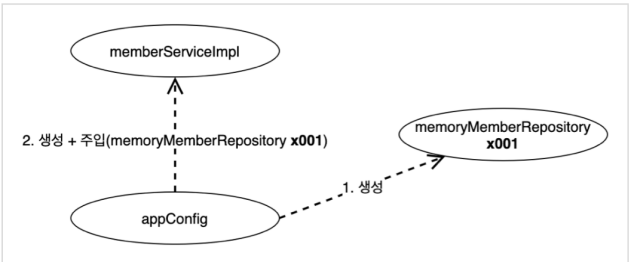 memberServiceImpl
2. 생성 + 주입(memoryMemberRepository x001)
memoryMemberRepository
x001
1. 생성
appConfig